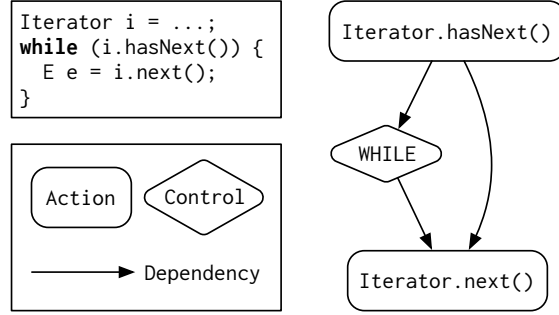 Iterator i = ...;
while (i.hasNext()) {
  E e = i.next();
}
Action
Control
Dependency
Iterator.hasNext()
WHILE
Iterator.next()